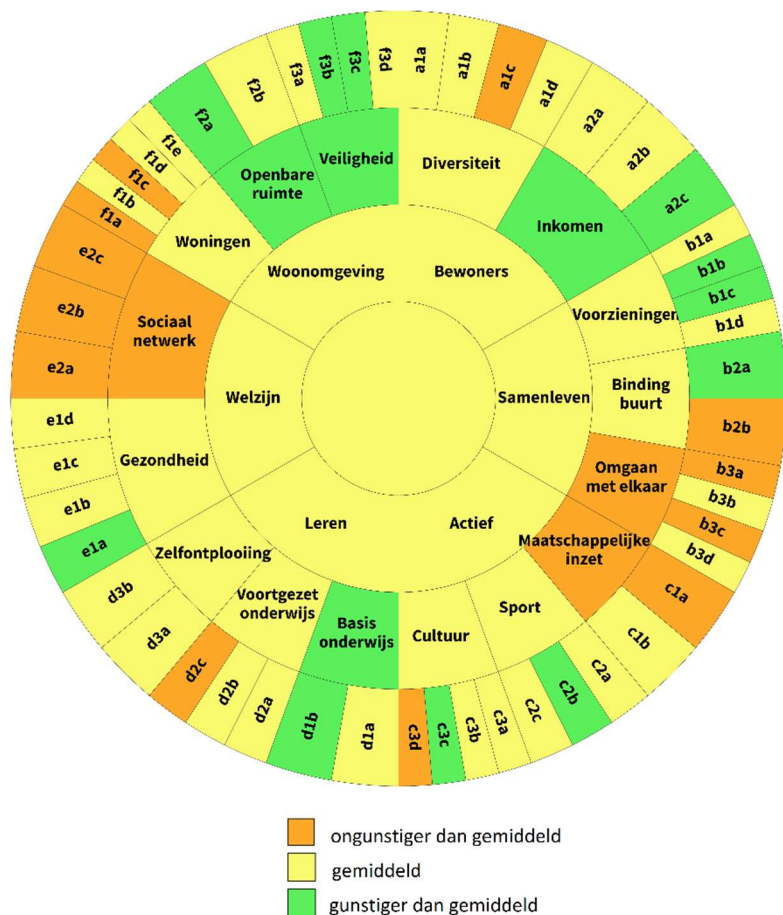 a1a
a1b
a1c
a1d
a2a
a2b
a2c
b1a
b1b
b1c
b1d
b2a
b2b
b3a
b3b
b3c
b3d
c1a
c1b
c2a
c2b
c2c
c3a
c3b
c3c
c3d
d1a
d1b
d2a
d2b
d2c
d3a
d3b
e1a
e1b
e1c
e1d
e2a
e2b
e2c
f1a
f1b
f1c
f1d
f1e
f2a
f2b
f3a
f3b
f3c
f3d
Diversiteit
Inkomen
Voorzieningen
Binding
buurt
Omgaan
met elkaar
Maatschappelijke
inzet
Sport
Cultuur
Basis
onderwijs
Voortgezet
onderwijs
Zelfontplooiing
Gezondheid
Sociaal
netwerk
Woningen
Openbare
ruimte
Veiligheid
Bewoners
Samenleven
Actief
Leren
Welzijn
Woonomgeving
ongunstiger dan gemiddeld
gemiddeld
gunstiger dan gemiddeld